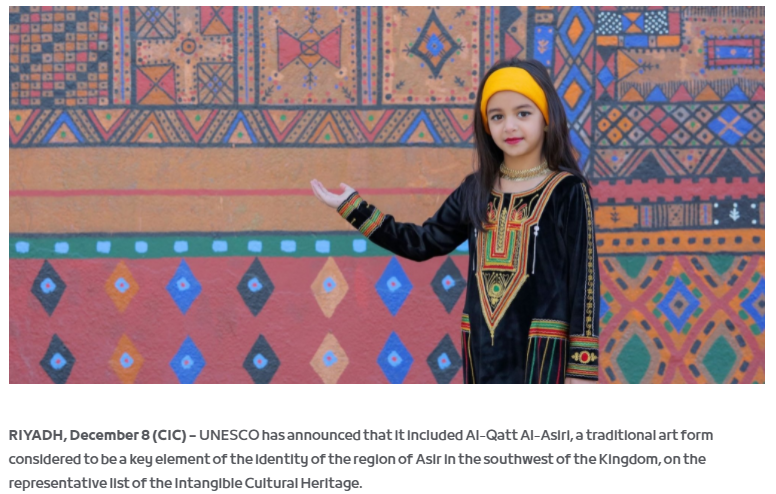 RIYADH, December 8 (CIC) – UNESCO has announced that it included Al-Qatt Al-Asiri, a traditional art form
considered to be a key element of the identity of the region of Asir in the southwest of the Kingdom, on the
representative list of the Intangible Cultural Heritage.